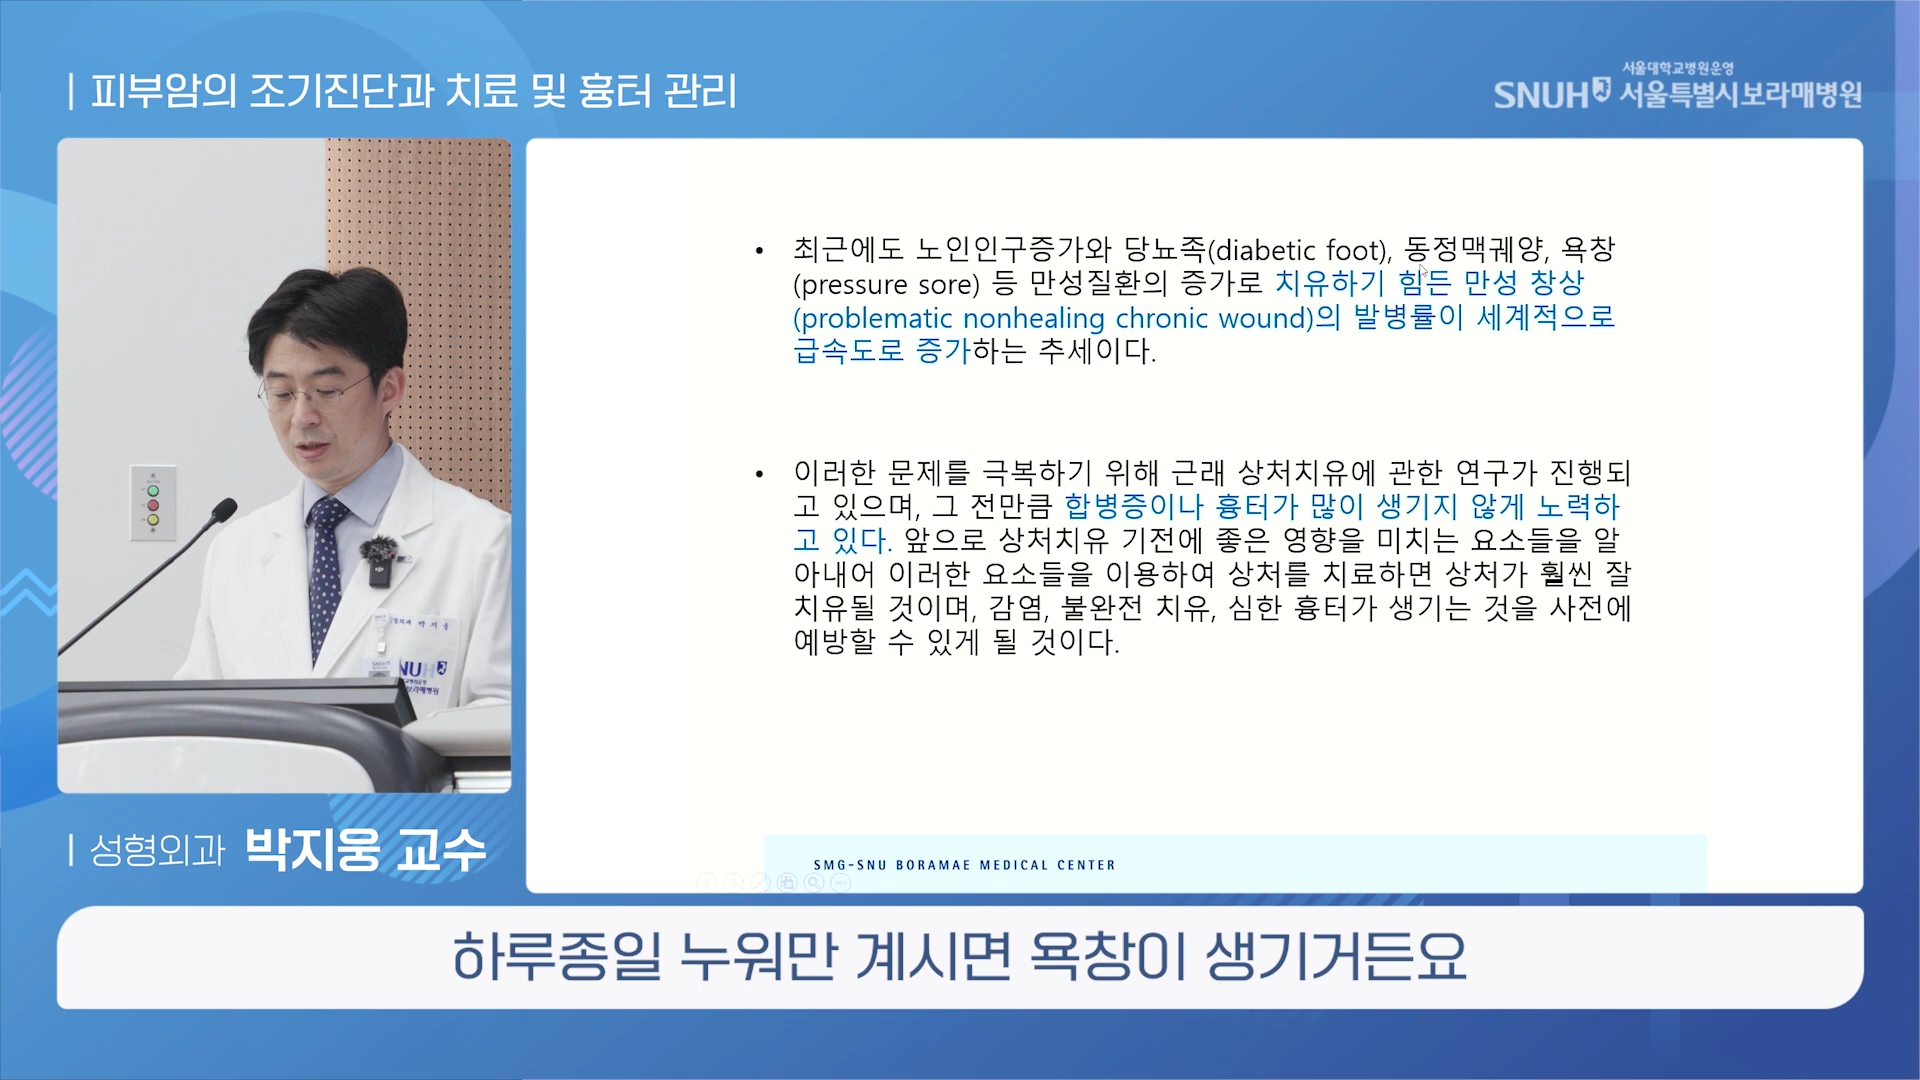 피부암의 조기진단과 치료 및 흉터 관리
서울대학교병원운영
SNUH 서울특별시보라매병원
• 최근에도 노인인구증가와 당뇨족(diabetic foot), 동정맥궤양, 욕창
(pressure sore) 등 만성질환의 증가로 치유하기 힘든 만성 창상
(problematic nonhealing chronic wound)의 발병률이 세계적으로
급속도로 증가하는 추세이다.
• 이러한 문제를 극복하기 위해 근래 상처치유에 관한 연구가 진행되
고 있으며, 그 전만큼 합병증이나 흉터가 많이 생기지 않게 노력하
고 있다. 앞으로 상처치유 기전에 좋은 영향을 미치는 요소들을 알
아내어 이러한 요소들을 이용하여 상처를 치료하면 상처가 훨씬 잘
치유될 것이며, 감염, 불완전 치유, 심한 흉터가 생기는 것을 사전에
예방할 수 있게 될 것이다.
SMG-SNU BORAMAE MEDICAL CENTER
성형외과 박지웅 교수
하루종일 누워만 계시면 욕창이 생기거든요